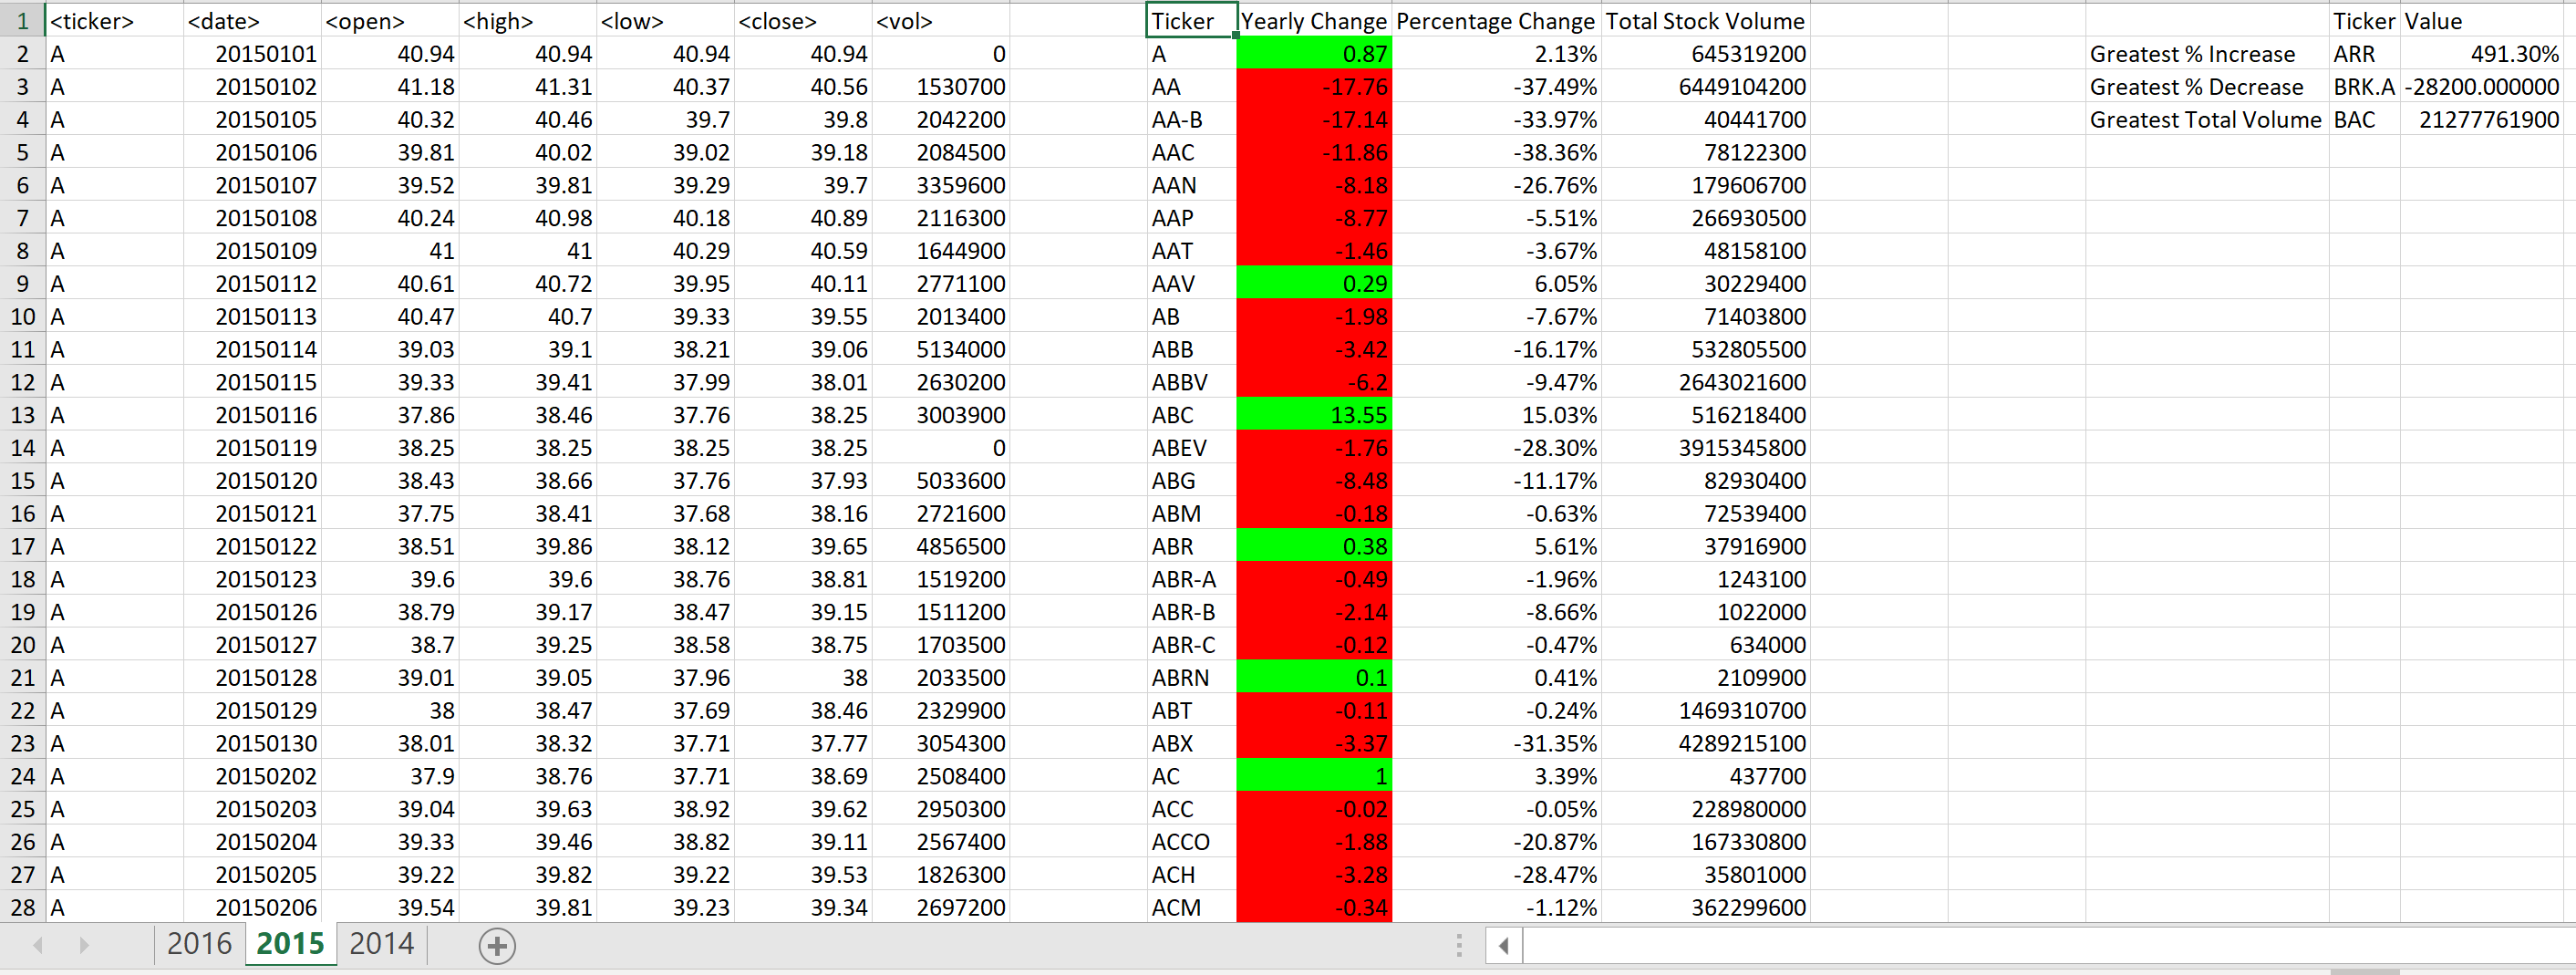 1 <ticker> <date> <open> <high> <low> <close> <vol> Ticker Yearly Change Percentage Change Total Stock Volume Ticker Value
2 A 20150101 40.94 40.94 40.94 40.94 0 A 0.87 2.13% 645319200 Greatest % Increase ARR 491.30%
3 A 20150102 41.18 41.31 40.37 40.56 1530700 AA -17.76 -37.49% 6449104200 Greatest % Decrease BRK.A -28200.000000
4 A 20150105 40.32 40.46 39.7 39.8 2042200 AA-B -17.14 -33.97% 40441700 Greatest Total Volume BAC 21277761900
5 A 20150106 39.81 40.02 39.02 39.18 2084500 AAC -11.86 -38.36% 78122300
6 A 20150107 39.52 39.81 39.29 39.7 3359600 AAN -8.18 -26.76% 179606700
7 A 20150108 40.24 40.98 40.18 40.89 2116300 AAP -8.77 -5.51% 266930500
8 A 20150109 41 41 40.29 40.59 1644900 AAT -1.46 -3.67% 48158100
9 A 20150112 40.61 40.72 39.95 40.11 2771100 AAV 0.29 6.05% 30229400
10 A 20150113 40.47 40.7 39.33 39.55 2013400 AB -1.98 -7.67% 71403800
11 A 20150114 39.03 39.1 38.21 39.06 5134000 ABB -3.42 -16.17% 532805500
12 A 20150115 39.33 39.41 37.99 38.01 2630200 ABBV -6.2 -9.47% 2643021600
13 A 20150116 37.86 38.46 37.76 38.25 3003900 ABC 13.55 15.03% 516218400
14 A 20150119 38.25 38.25 38.25 38.25 0 ABEV -1.76 -28.30% 3915345800
15 A 20150120 38.43 38.66 37.76 37.93 5033600 ABG -8.48 -11.17% 82930400
16 A 20150121 37.75 38.41 37.68 38.16 2721600 ABM -0.18 -0.63% 72539400
17 A 20150122 38.51 39.86 38.12 39.65 4856500 ABR 0.38 5.61% 37916900
18 A 20150123 39.6 39.6 38.76 38.81 1519200 ABR-A -0.49 -1.96% 1243100
19 A 20150126 38.79 39.17 38.47 39.15 1511200 ABR-B -2.14 -8.66% 1022000
20 A 20150127 38.7 39.25 38.58 38.75 1703500 ABR-C -0.12 -0.47% 634000
21 A 20150128 39.01 39.05 37.96 38 2033500 ABRN 0.1 0.41% 2109900
22 A 20150129 38 38.47 37.69 38.46 2329900 ABT -0.11 -0.24% 1469310700
23 A 20150130 38.01 38.32 37.71 37.77 3054300 ABX -3.37 -31.35% 4289215100
24 A 20150202 37.9 38.76 37.71 38.69 2508400 AC 1 3.39% 437700
25 A 20150203 39.04 39.63 38.92 39.62 2950300 ACC -0.02 -0.05% 228980000
26 A 20150204 39.33 39.46 38.82 39.11 2567400 ACCO -1.88 -20.87% 167330800
27 A 20150205 39.22 39.82 39.22 39.53 1826300 ACH -3.28 -28.47% 35801000
28 A 20150206 39.54 39.81 39.23 39.34 2697200 ACM -0.34 -1.12% 362299600
2016 2015 2014